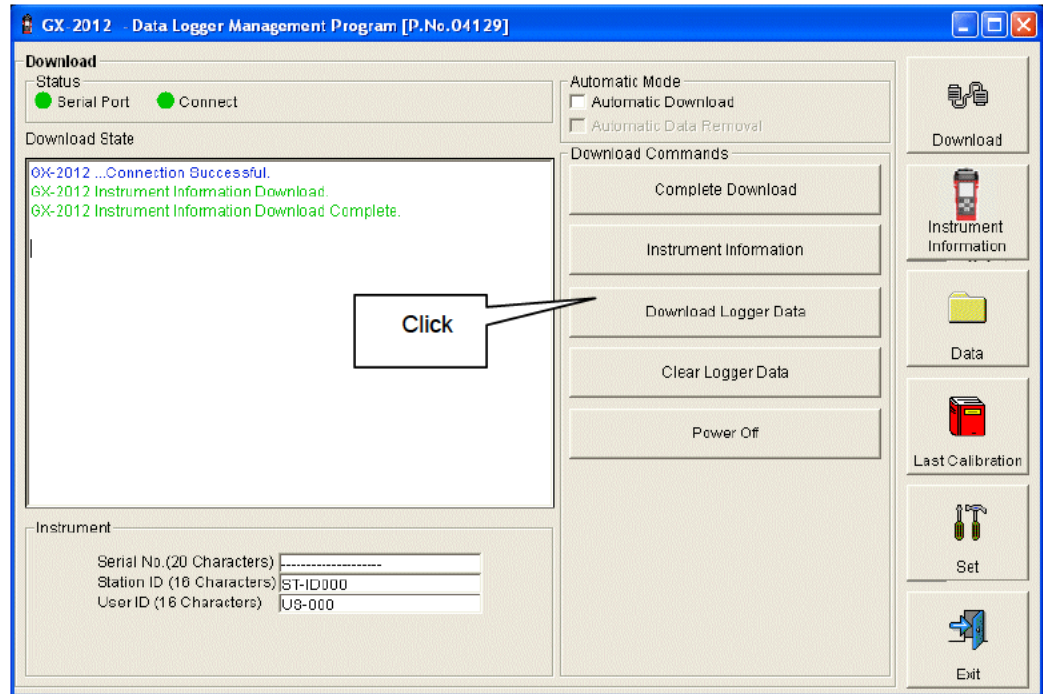 GX-2012 - Data Logger Management Program [P.No.04129]
Download
Status
Serial Port Connect
Download State
GX-2012 ...Connection Successful.
GX-2012 Instrument Information Download.
GX-2012 Instrument Information Download Complete.
Click
Instrument
Serial No.(20 Characters) --------------------
Station ID (16 Characters) ST-ID000
User ID (16 Characters) US-000
Automatic Mode
Automatic Download
Automatic Data Removal
Download Commands
Complete Download
Instrument Information
Download Logger Data
Clear Logger Data
Power Off
Download
Instrument
Information
Data
Last Calibration
Set
Exit